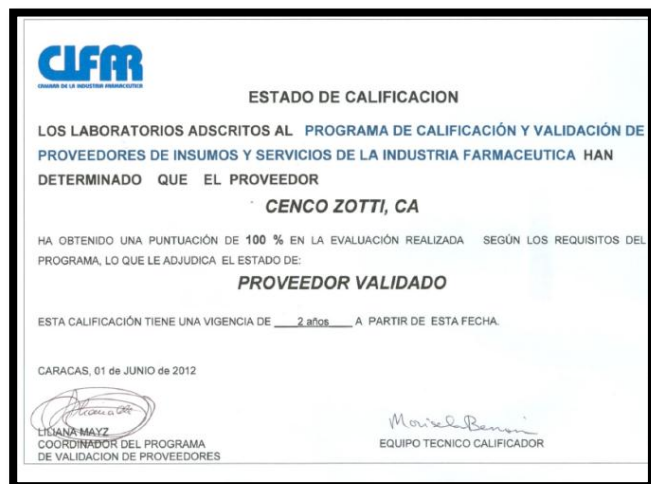 CIFAR
CAMARA DE LA INDUSTRIA FARMACEUTICA
ESTADO DE CALIFICACION
LOS LABORATORIOS ADSCRITOS AL PROGRAMA DE CALIFICACIÓN Y VALIDACIÓN DE
PROVEEDORES DE INSUMOS Y SERVICIOS DE LA INDUSTRIA FARMACEUTICA HAN
DETERMINADO QUE EL PROVEEDOR
CENCO ZOTTI, CA
HA OBTENIDO UNA PUNTUACIÓN DE 100 % EN LA EVALUACIÓN REALIZADA SEGÚN LOS REQUISITOS DEL
PROGRAMA, LO QUE LE ADJUDICA EL ESTADO DE:
PROVEEDOR VALIDADO
ESTA CALIFICACIÓN TIENE UNA VIGENCIA DE 2 años A PARTIR DE ESTA FECHA.
CARACAS, 01 de JUNIO de 2012
LILIANA MAYZ
COORDINADOR DEL PROGRAMA
DE VALIDACION DE PROVEEDORES
EQUIPO TECNICO CALIFICADOR